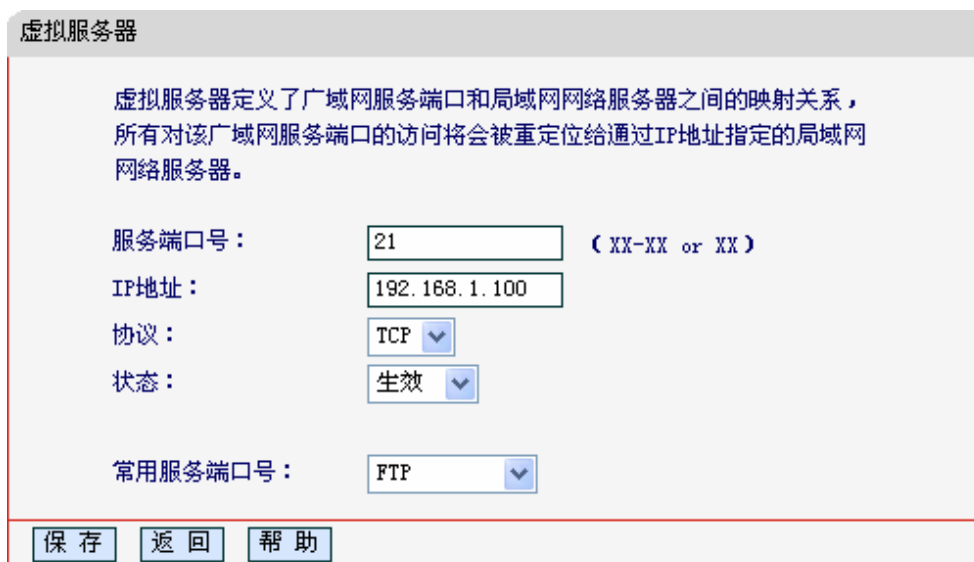 虚拟服务器
虚拟服务器定义了广域网服务端口和局域网网络服务器之间的映射关系，
所有对该广域网服务端口的访问将会被重定位给通过IP地址指定的局域网
网络服务器。
服务端口号： 21 （XX-XX or XX）
IP地址： 192.168.1.100
协议： TCP
状态： 生效
常用服务端口号： FTP
保 存 返 回 帮 助